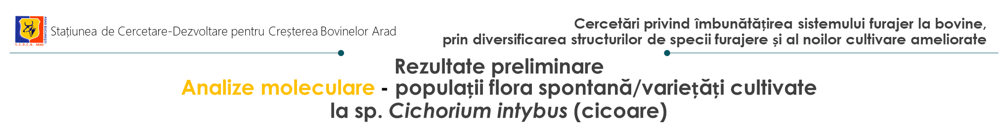 ASAS BUCUREȘTI
S.C.D.C.B. ARAD
Stațiunea de Cercetare-Dezvoltare pentru Creșterea Bovinelor Arad
Cercetări privind îmbunătățirea sistemului furajer la bovine,
prin diversificarea structurilor de specii furajere și al noilor cultivare ameliorate
Rezultate preliminare
Analize moleculare - populații flora spontană/variețăți cultivate
la sp. Cichorium intybus (cicoare)